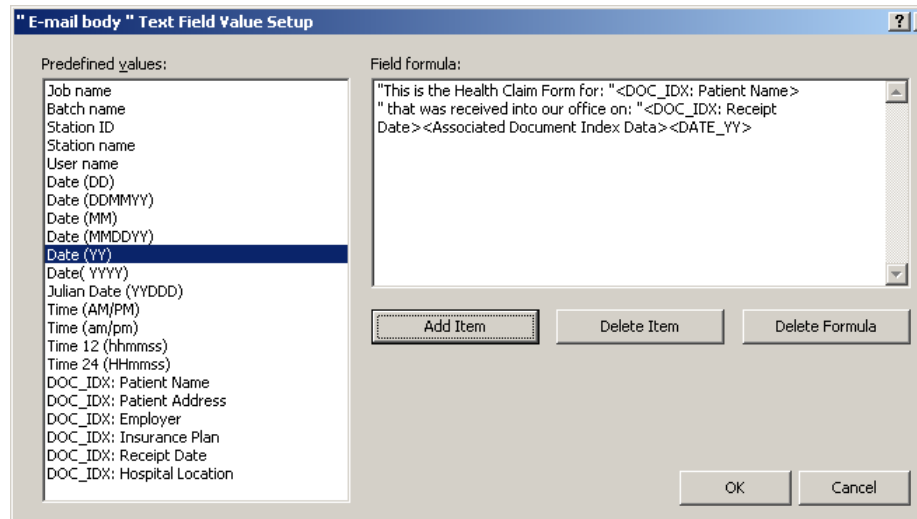 " E-mail body " Text Field Value Setup
?
Predefined values:
Job name
Batch name
Station ID
Station name
User name
Date (DD)
Date (DDMMYY)
Date (MM)
Date (MMDDYY)
Date (YY)
Date( YYYY)
Julian Date (YYDDD)
Time (AM/PM)
Time (am/pm)
Time 12 (hhmmss)
Time 24 (HHmmss)
DOC_IDX: Patient Name
DOC_IDX: Patient Address
DOC_IDX: Employer
DOC_IDX: Insurance Plan
DOC_IDX: Receipt Date
DOC_IDX: Hospital Location
Field formula:
"This is the Health Claim Form for: "<DOC_IDX: Patient Name>
" that was received into our office on: "<DOC_IDX: Receipt
Date><Associated Document Index Data><DATE_YY>
Add Item
Delete Item
Delete Formula
OK
Cancel